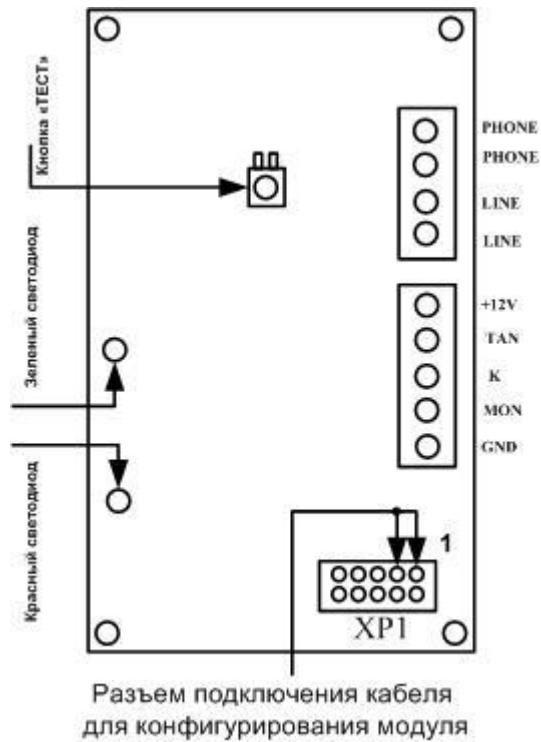 Кнопка «ТЕСТ»
PHONE
PHONE
LINE
LINE
Зеленый светодиод
+12V
TAN
K
MON
GND
Красный светодиод
1
XP1
Разъем подключения кабеля
для конфигурирования модуля